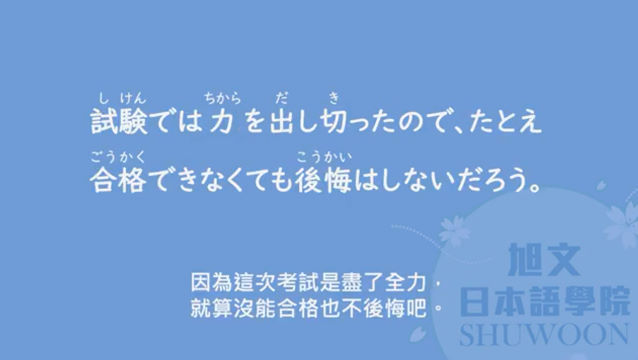 し けん ちから だ き
試験では力を出し切ったので、たとえ
ごうかく こうかい
合格できなくても後悔はしないだろう。
因為這次考試是盡了全力，
就算沒能合格也不後悔吧。
旭文
日本語學院
SHUWOON